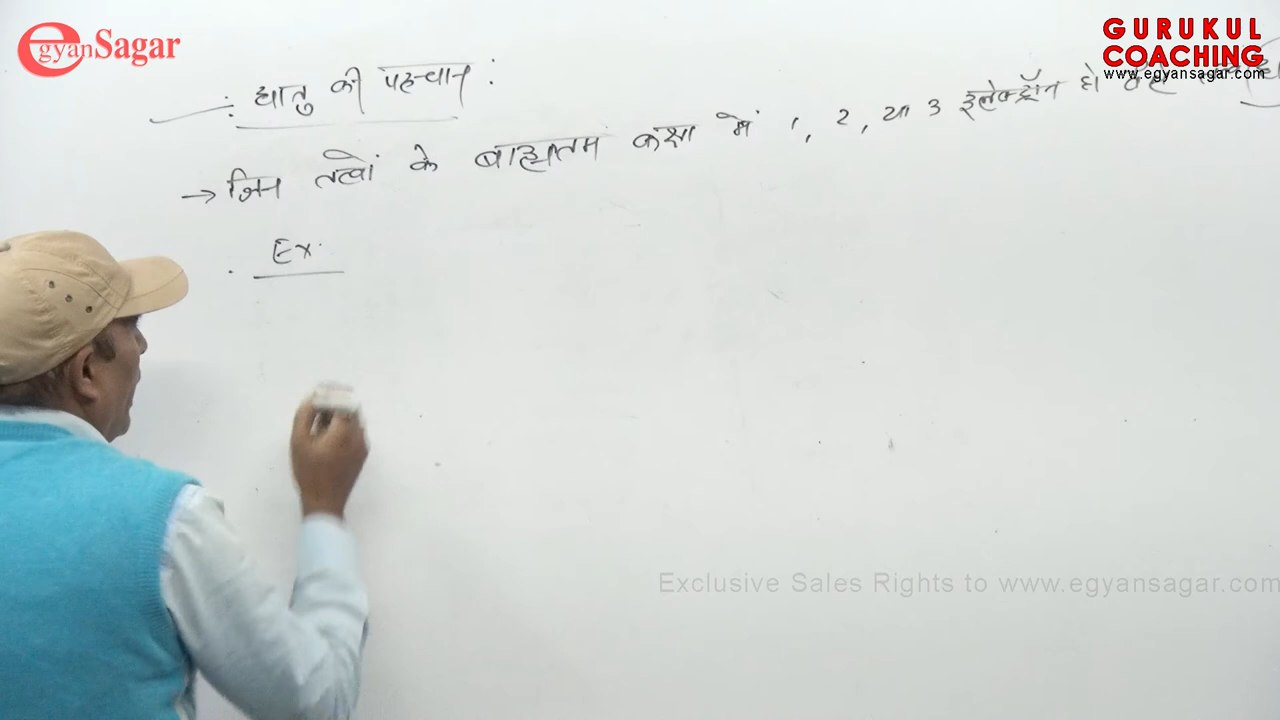 egyanSagar
GURUKUL
COACHING
www.egyansagar.com
: धातु की पहचान :
→ जिन तत्वों के बाह्यतम कक्षा में 1, 2, या 3 इलेक्ट्रॉन हो वह
Ex.
Exclusive Sales Rights to www.egyansagar.com